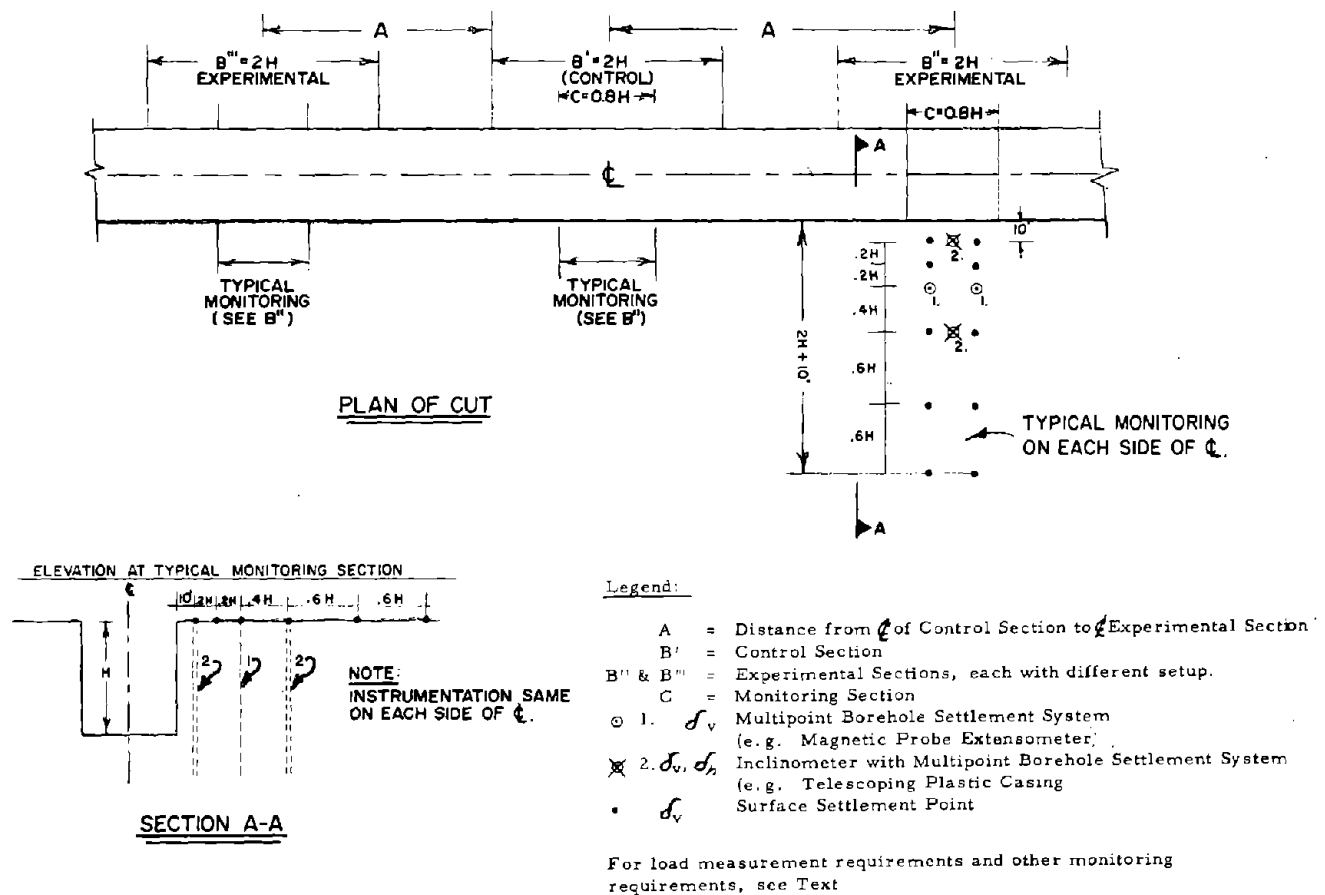 A A
B''' = 2H
EXPERIMENTAL
B' = 2H
(CONTROL)
C=0.8H
B'' = 2H
EXPERIMENTAL
C=0.8H
A
℄
10'
TYPICAL
MONITORING
(SEE B'')
TYPICAL
MONITORING
(SEE B'')
2H + 10'
.2H
.2H
.4H
.6H
.6H
2.
1. 1.
2.
PLAN OF CUT
TYPICAL MONITORING
ON EACH SIDE OF ℄.
A
ELEVATION AT TYPICAL MONITORING SECTION
℄
10' .2H .2H .4H .6H .6H
H
2 1 2
NOTE:
INSTRUMENTATION SAME
ON EACH SIDE OF ℄.
SECTION A-A
Legend:
A = Distance from ℄ of Control Section to ℄ Experimental Section
B' = Control Section
B'' & B''' = Experimental Sections, each with different setup.
C = Monitoring Section
1. δv Multipoint Borehole Settlement System
(e. g. Magnetic Probe Extensometer)
2. δv, δh Inclinometer with Multipoint Borehole Settlement System
(e. g. Telescoping Plastic Casing
δv Surface Settlement Point
For load measurement requirements and other monitoring
requirements, see Text